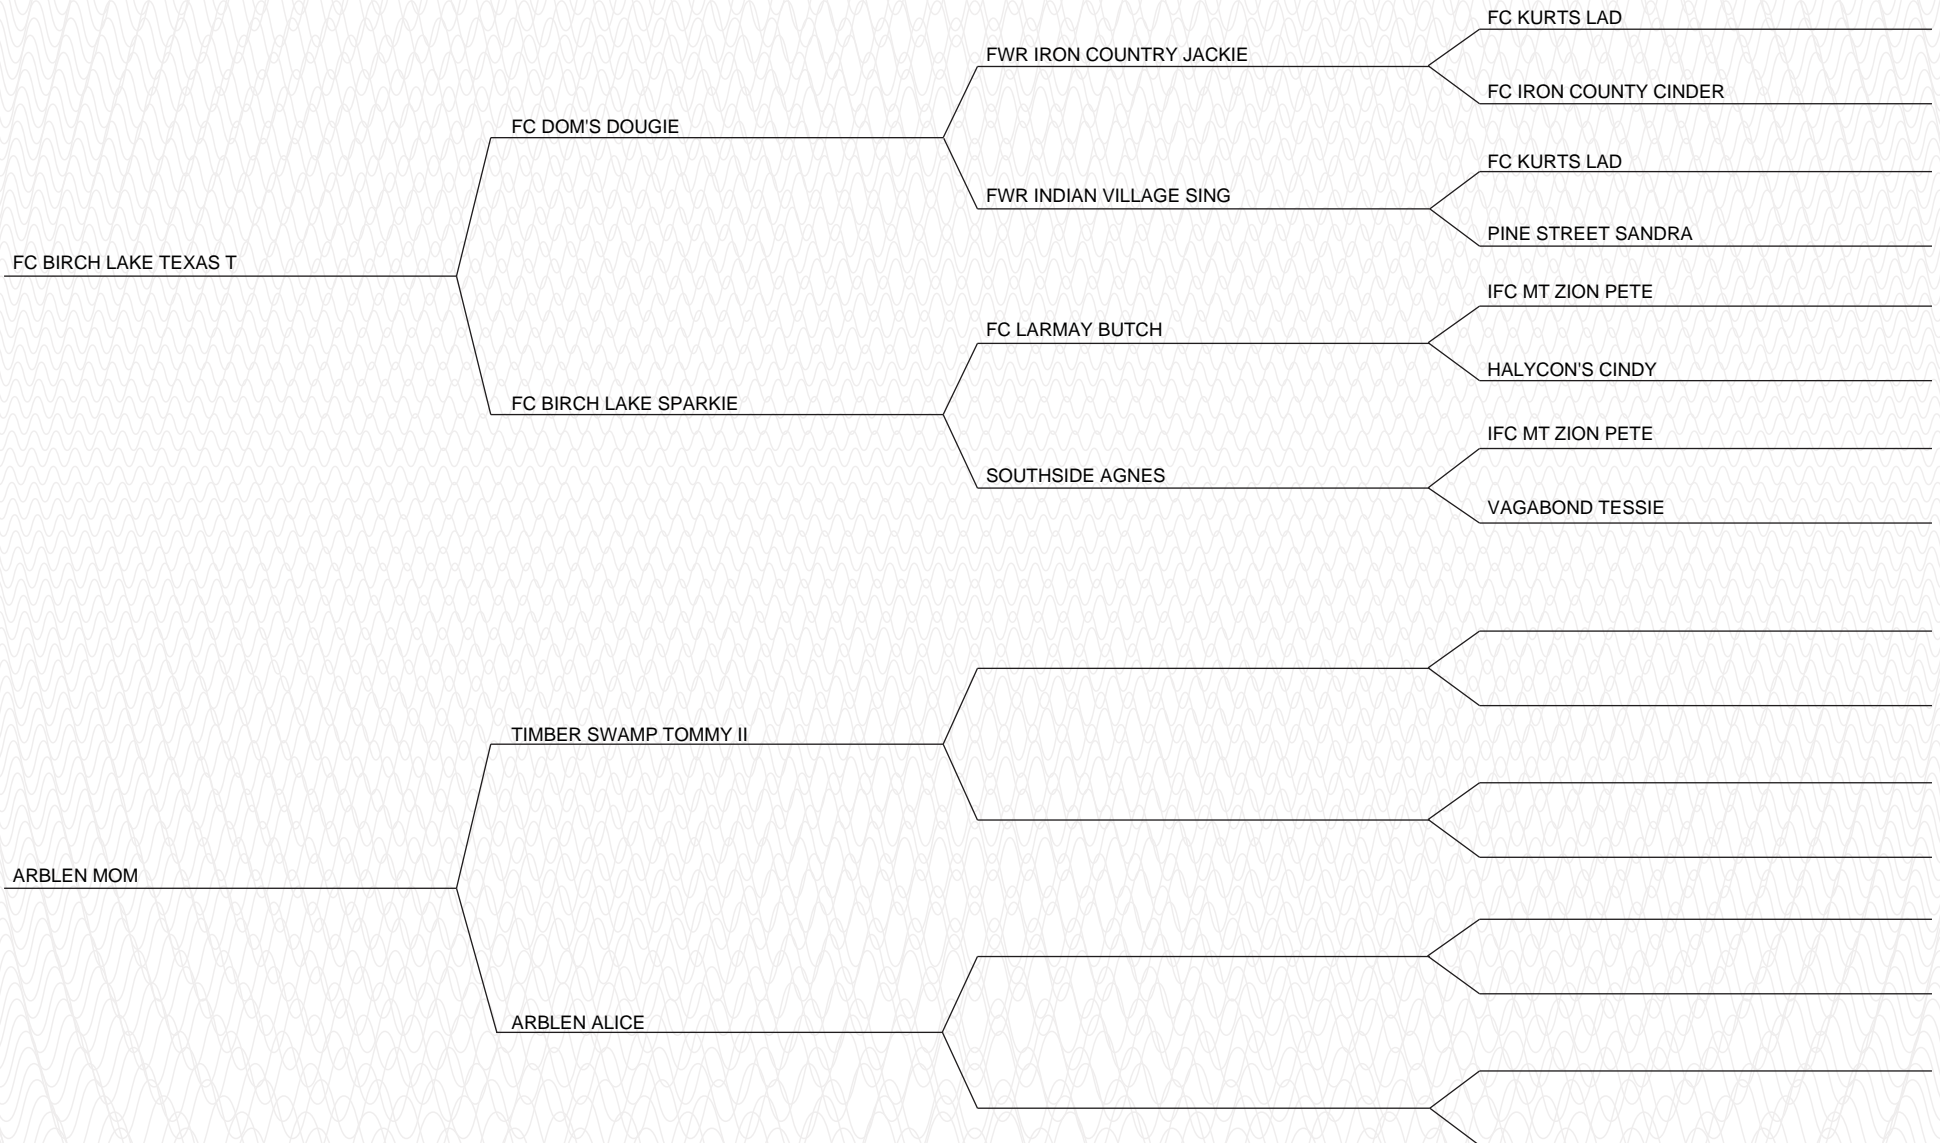 FC KURTS LAD
FWR IRON COUNTRY JACKIE
FC IRON COUNTY CINDER
FC DOM'S DOUGIE
FC KURTS LAD
FWR INDIAN VILLAGE SING
PINE STREET SANDRA
FC BIRCH LAKE TEXAS T
IFC MT ZION PETE
FC LARMAY BUTCH
HALYCON'S CINDY
FC BIRCH LAKE SPARKIE
IFC MT ZION PETE
SOUTHSIDE AGNES
VAGABOND TESSIE
TIMBER SWAMP TOMMY II
ARBLEN MOM
ARBLEN ALICE